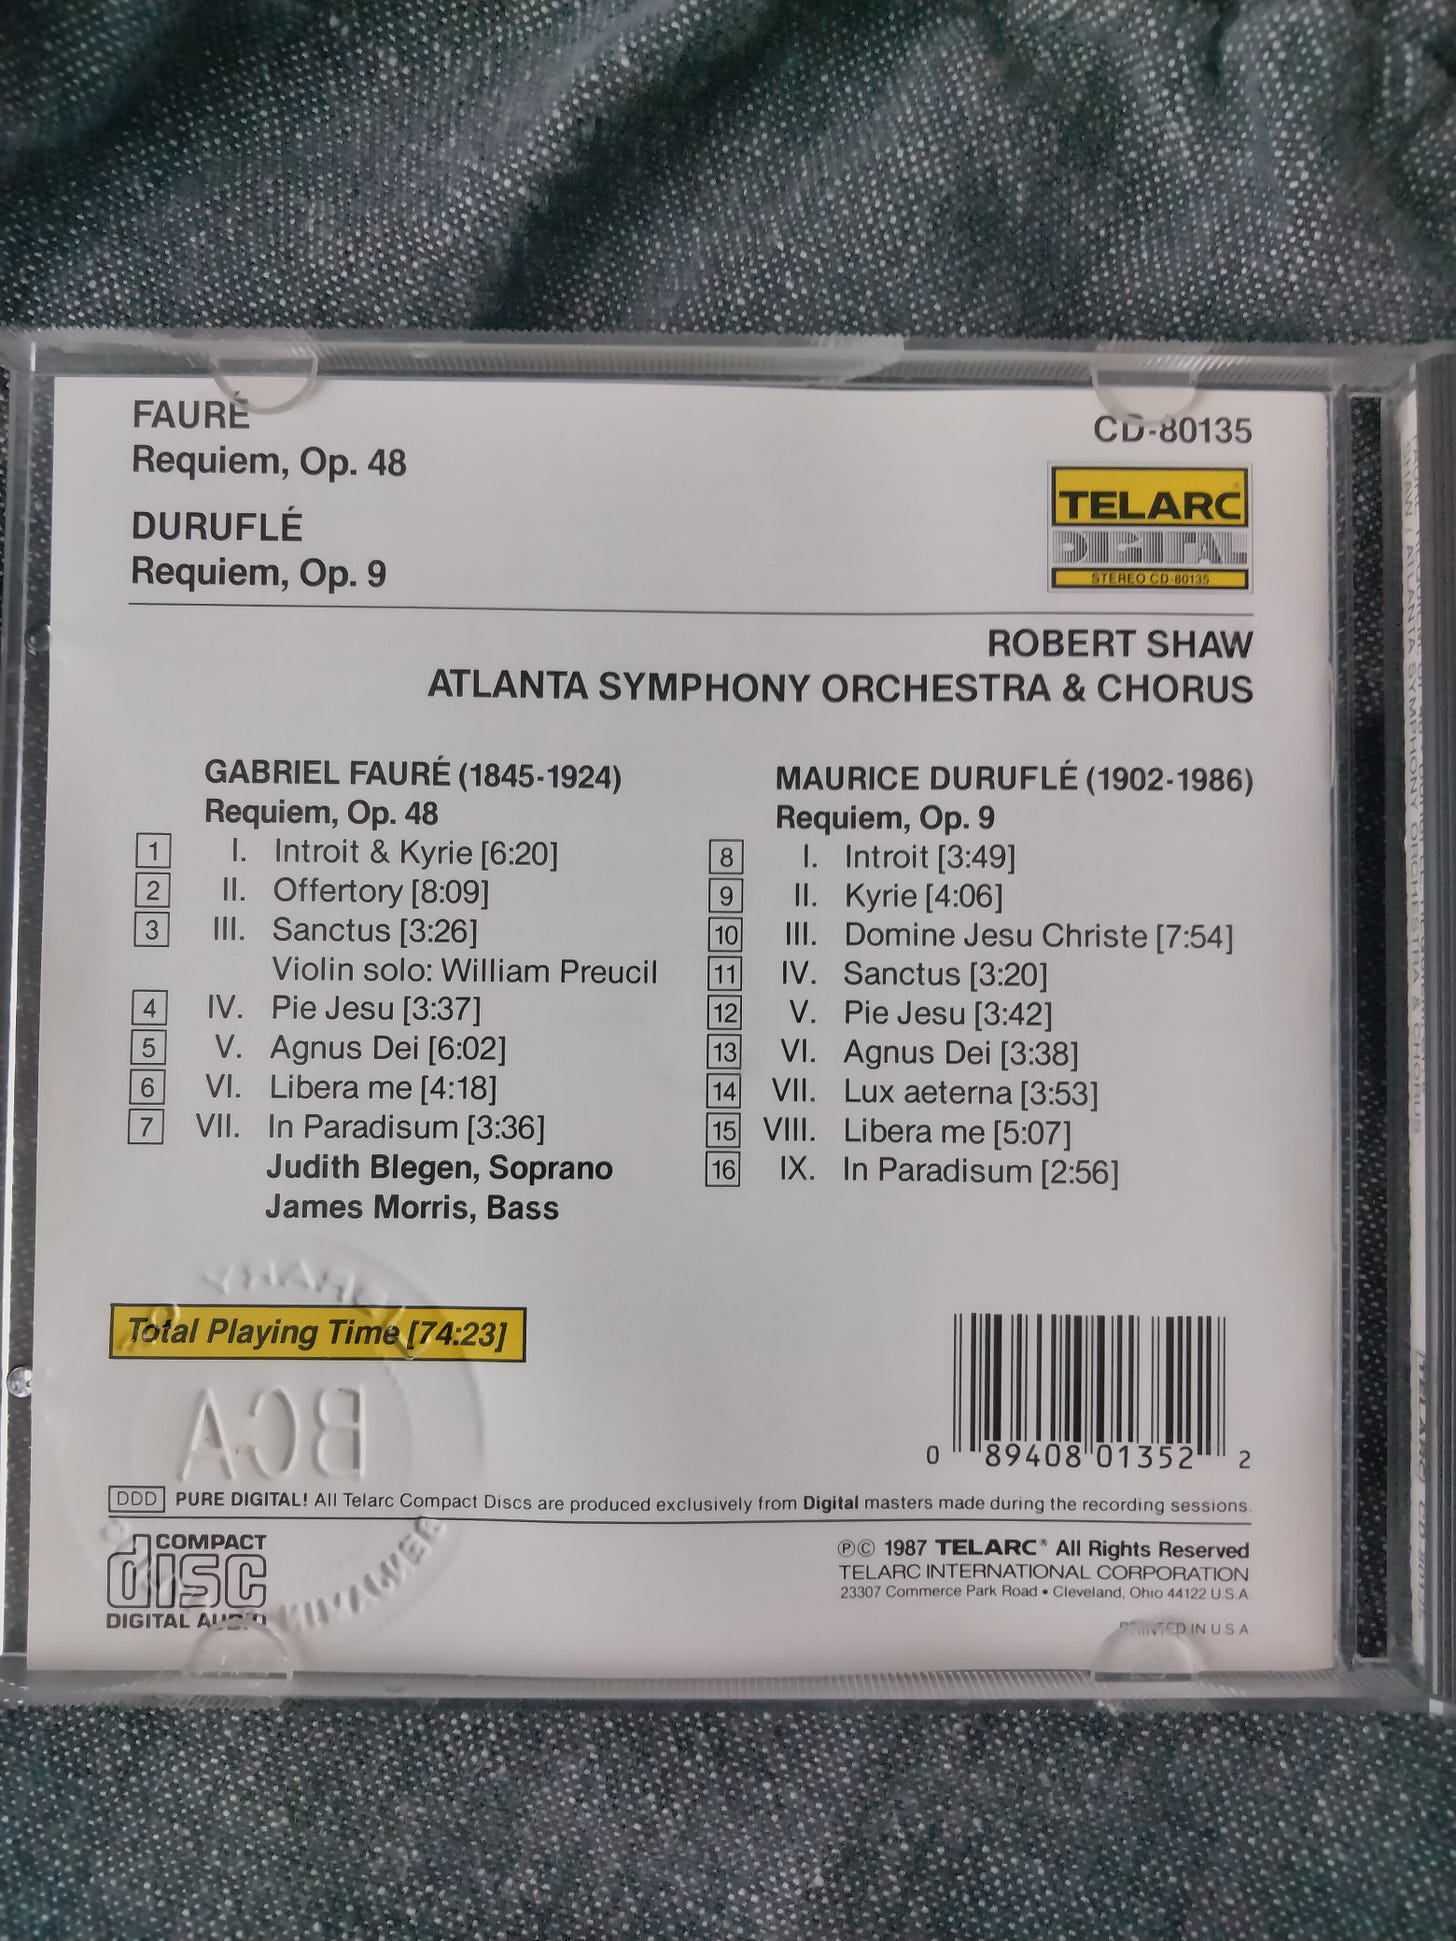 FAURÉ
Requiem, Op. 48
DURUFLÉ
Requiem, Op. 9
CD-80135
TELARC
DIGITAL
STEREO CD-80135
ROBERT SHAW
ATLANTA SYMPHONY ORCHESTRA & CHORUS
GABRIEL FAURÉ (1845-1924)
Requiem, Op. 48
1 I. Introit & Kyrie [6:20]
2 II. Offertory [8:09]
3 III. Sanctus [3:26]
Violin solo: William Preucil
4 IV. Pie Jesu [3:37]
5 V. Agnus Dei [6:02]
6 VI. Libera me [4:18]
7 VII. In Paradisum [3:36]
Judith Blegen, Soprano
James Morris, Bass
MAURICE DURUFLÉ (1902-1986)
Requiem, Op. 9
8 I. Introit [3:49]
9 II. Kyrie [4:06]
10 III. Domine Jesu Christe [7:54]
11 IV. Sanctus [3:20]
12 V. Pie Jesu [3:42]
13 VI. Agnus Dei [3:38]
14 VII. Lux aeterna [3:53]
15 VIII. Libera me [5:07]
16 IX. In Paradisum [2:56]
Total Playing Time [74:23]
BCA
0 89408 01352 2
DDD PURE DIGITAL! All Telarc Compact Discs are produced exclusively from Digital masters made during the recording sessions.
COMPACT
disc
DIGITAL AUDIO
Ⓟ© 1987 TELARC® All Rights Reserved
TELARC INTERNATIONAL CORPORATION
23307 Commerce Park Road • Cleveland, Ohio 44122 U.S.A
PRINTED IN U.S.A